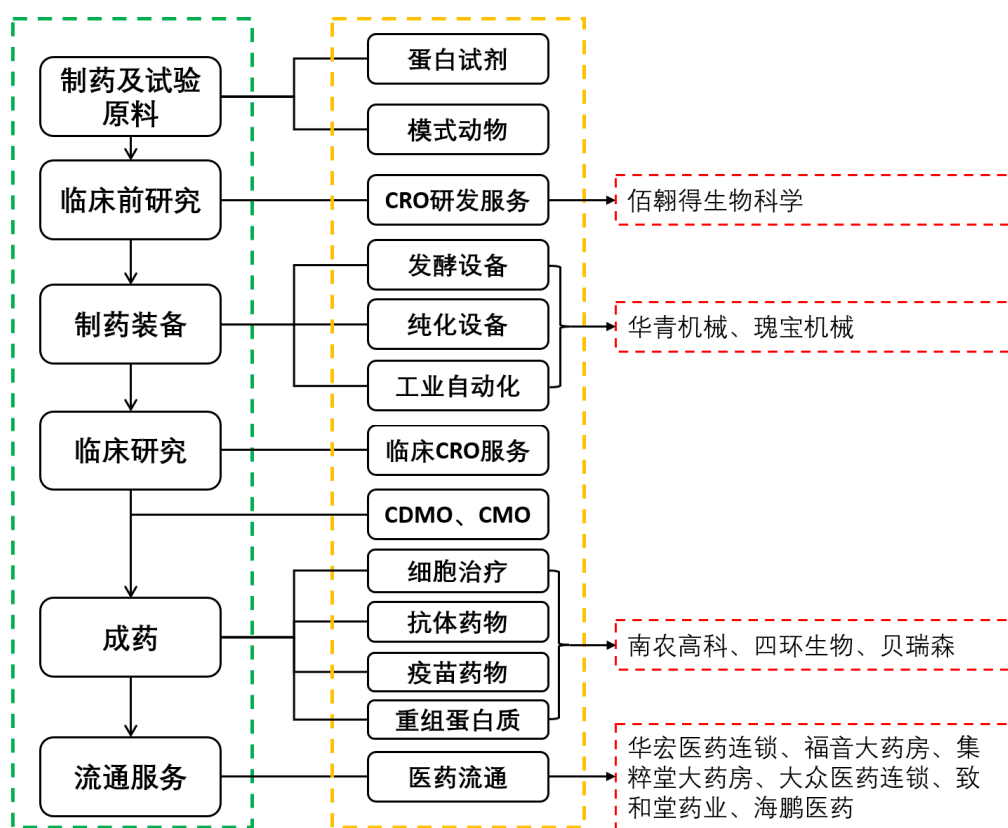 制药及试验
原料
蛋白试剂
模式动物
临床前研究
CRO研发服务
佰翱得生物科学
制药装备
发酵设备
纯化设备
工业自动化
华青机械、瑰宝机械
临床研究
临床CRO服务
CDMO、CMO
成药
细胞治疗
抗体药物
疫苗药物
重组蛋白质
南农高科、四环生物、贝瑞森
流通服务
医药流通
华宏医药连锁、福音大药房、集
粹堂大药房、大众医药连锁、致
和堂药业、海鹏医药